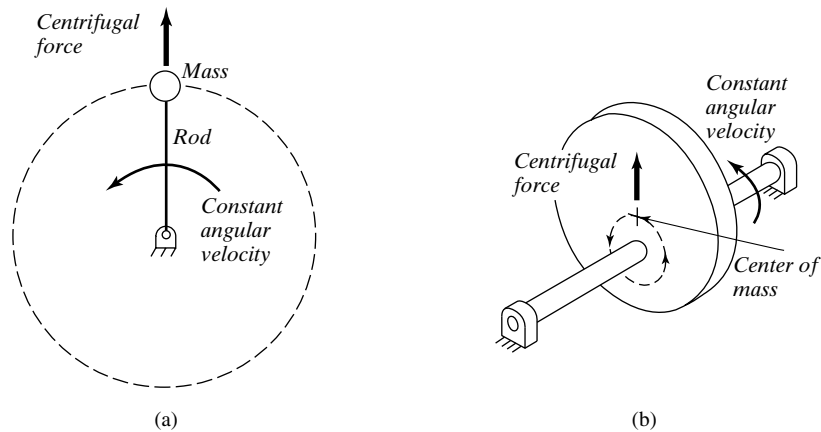 Centrifugal
force
Mass
Rod
Constant
angular
velocity
(a)
Constant
angular
velocity
Centrifugal
force
Center of
mass
(b)